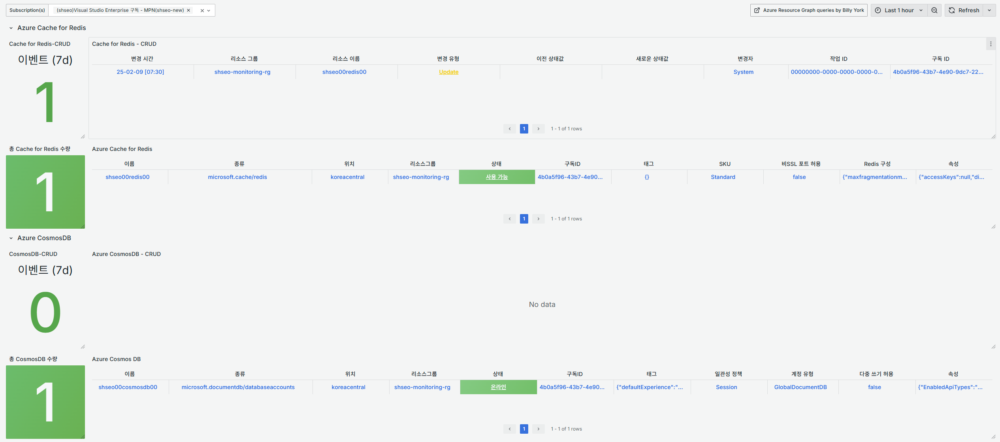 Subscription(s) (shseo)Visual Studio Enterprise 구독 - MPN(shseo-new) Azure Resource Graph queries by Billy York Last 1 hour Refresh
Azure Cache for Redis
Cache for Redis-CRUD
이벤트 (7d)
1
Cache for Redis - CRUD
변경 시간 리소스 그룹 리소스 이름 변경 유형 이전 상태값 새로운 상태값 변경자 작업 ID 구독 ID
25-02-09 [07:30] shseo-monitoring-rg shseo00redis00 Update System 00000000-0000-0000-0000-0... 4b0a5f96-43b7-4e90-9dc7-22...
1 1 - 1 of 1 rows
총 Cache for Redis 수량
1
Azure Cache for Redis
이름 종류 위치 리소스그룹 상태 구독ID 태그 SKU 비SSL 포트 허용 Redis 구성 속성
shseo00redis00 microsoft.cache/redis koreacentral shseo-monitoring-rg 사용 가능 4b0a5f96-43b7-4e90... {} Standard false {"maxfragmentationm... {"accessKeys":null,"di...
1 1 - 1 of 1 rows
Azure CosmosDB
CosmosDB-CRUD
이벤트 (7d)
0
Azure CosmosDB - CRUD
No data
총 CosmosDB 수량
1
Azure Cosmos DB
이름 종류 위치 리소스그룹 상태 구독ID 태그 일관성 정책 계정 유형 다중 쓰기 허용 속성
shseo00cosmosdb00 microsoft.documentdb/databaseaccounts koreacentral shseo-monitoring-rg 온라인 4b0a5f96-43b7-4e90... {"defaultExperience":"... Session GlobalDocumentDB false {"EnabledApiTypes":"...
1 1 - 1 of 1 rows